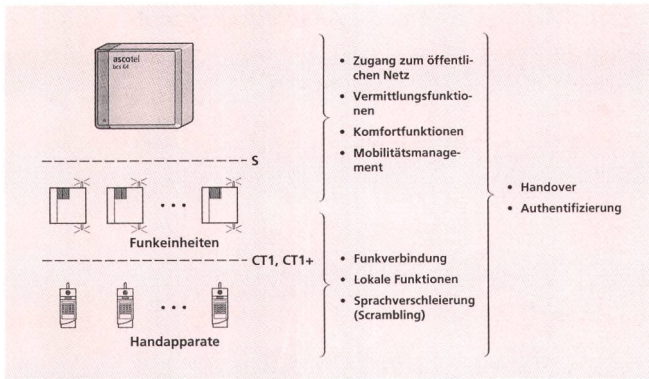 ascotel
bcs 64
S
Funkeinheiten
CT1, CT1+
Handapparate
• Zugang zum öffentli-
chen Netz
• Vermittlungsfunktio-
nen
• Komfortfunktionen
• Mobilitätsmanage-
ment
• Funkverbindung
• Lokale Funktionen
• Sprachverschleierung
(Scrambling)
• Handover
• Authentifizierung